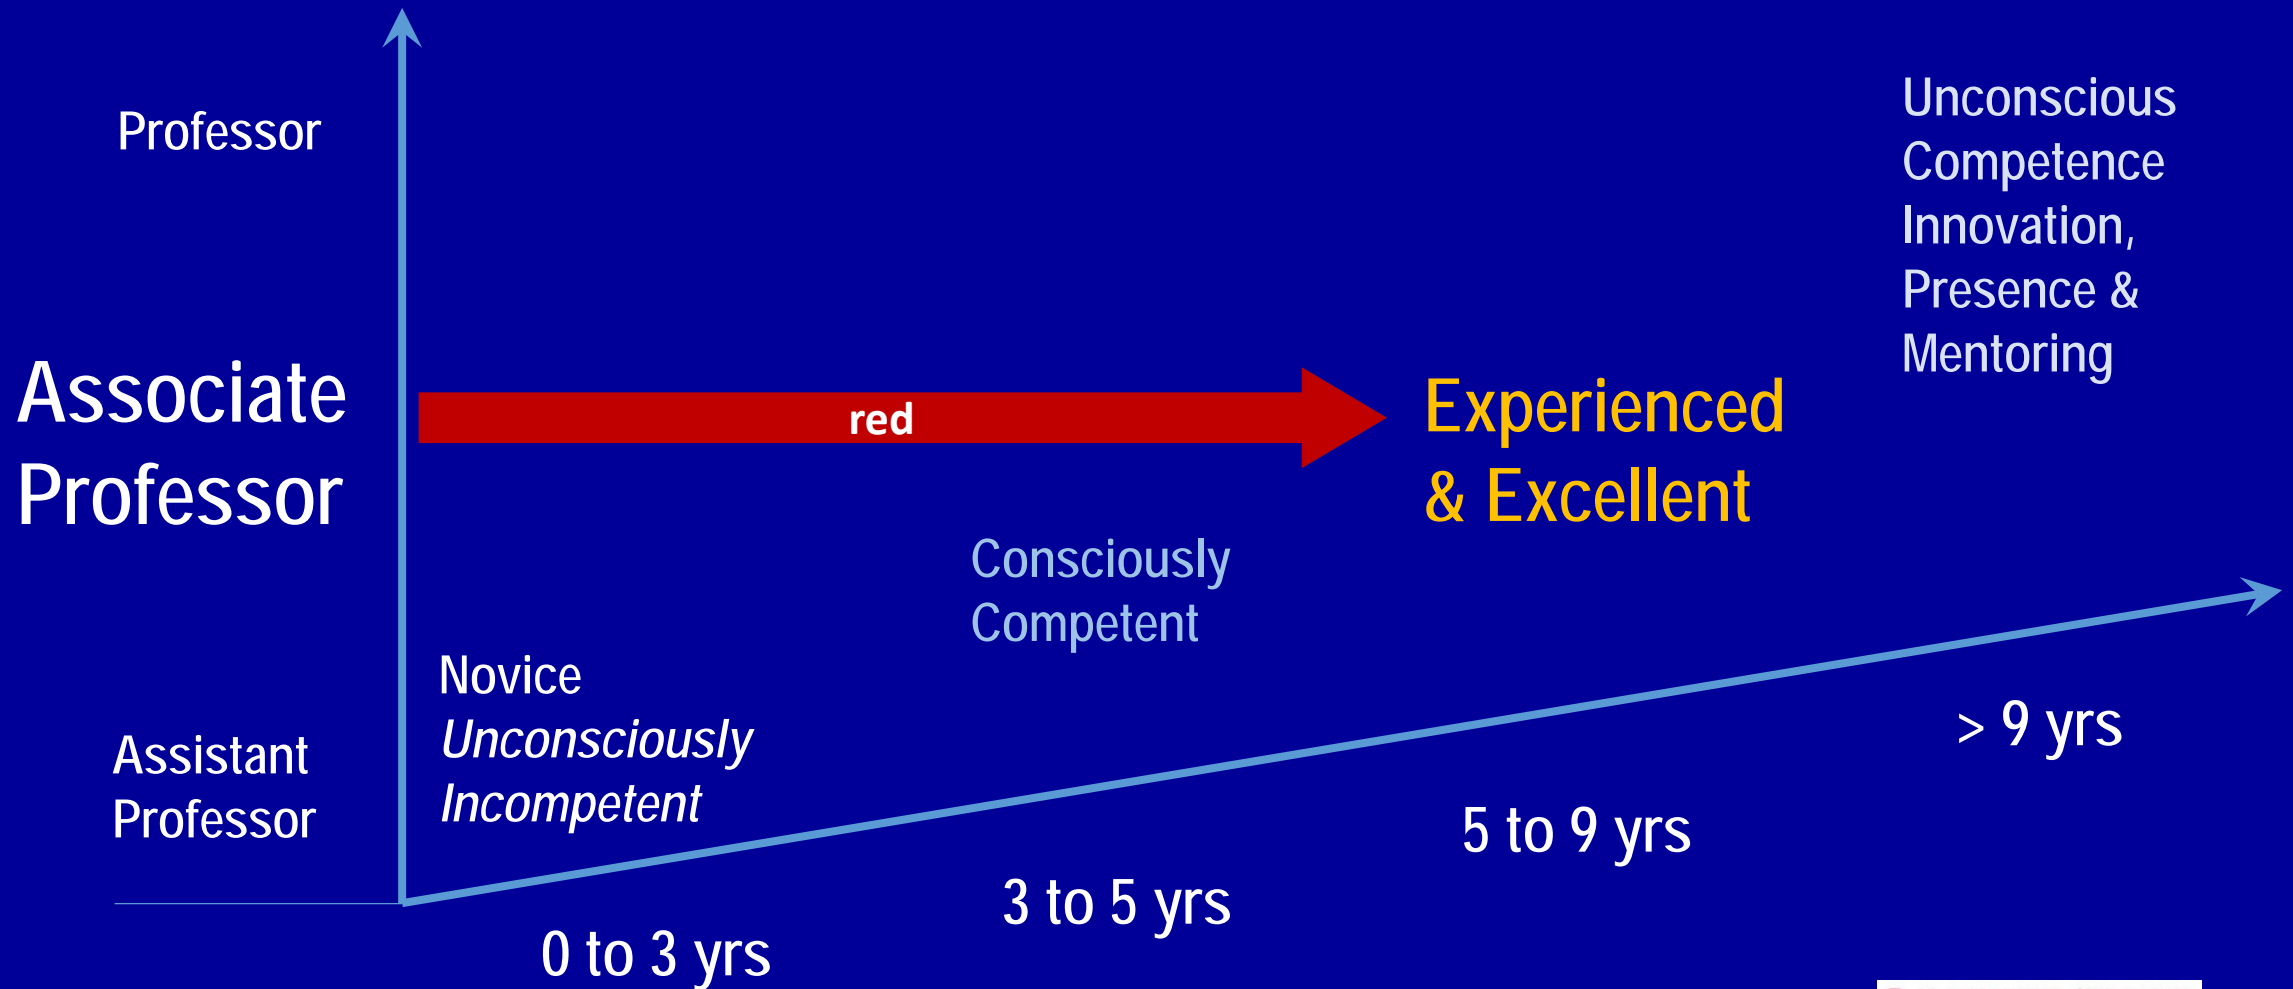 Professor
Unconscious
Competence
Innovation,
Presence &
Mentoring
Associate
Professor
red
Experienced
& Excellent
Consciously
Competent
Novice
Unconsciously
Incompetent
Assistant
Professor
> 9 yrs
5 to 9 yrs
3 to 5 yrs
0 to 3 yrs